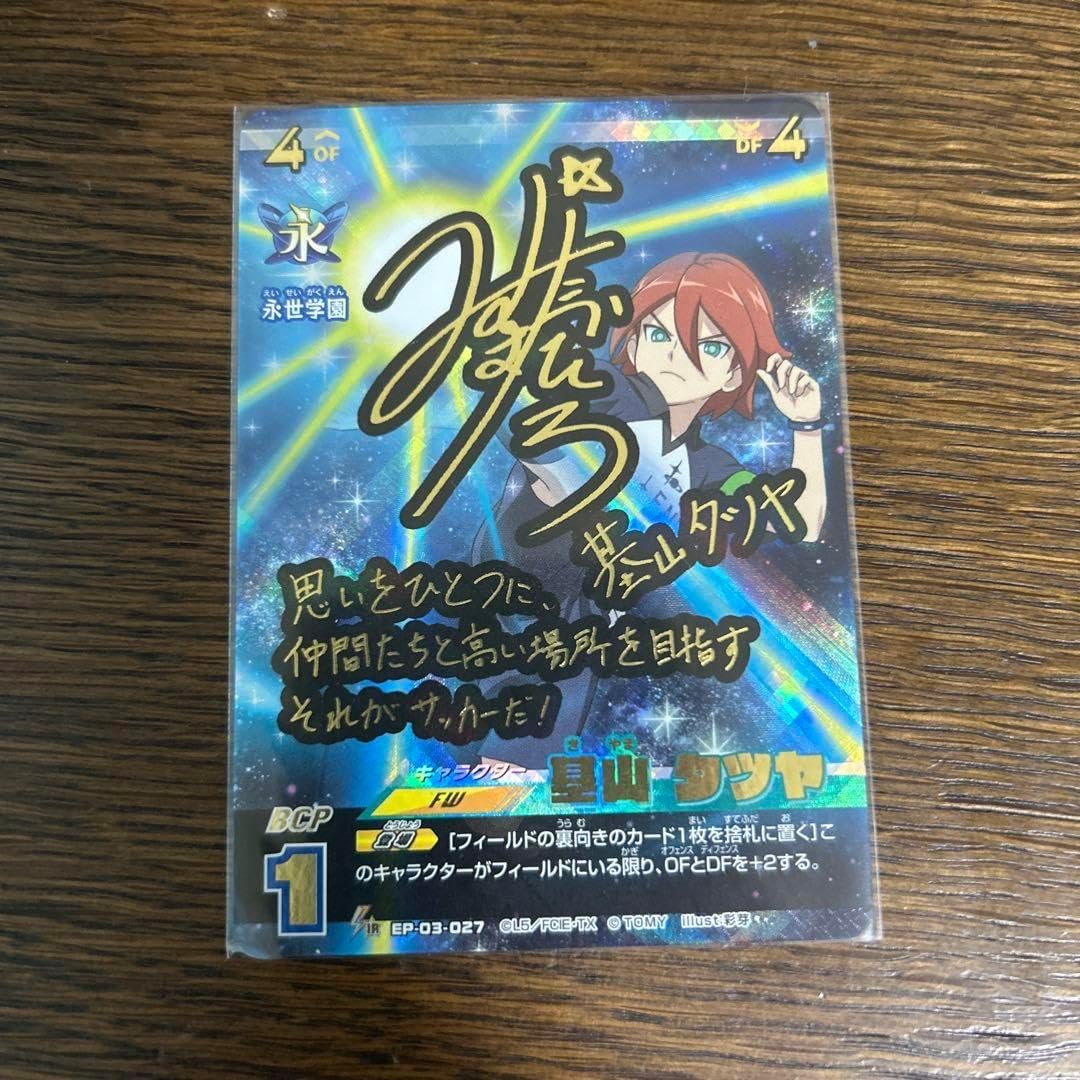 4 OF
DF 4
永
えいせいがくえん
永世学園
基山タツヤ
思いをひとつに、
仲間たちと高い場所を目指す
それがサッカーだ!
キャラクター
きやま
基山 タツヤ
FW
BCP
1
とうじょう
登場
うらむ まい すてふだ お
[フィールドの裏向きのカード1枚を捨札に置く]こ
かぎ オフェンス ディフェンス
のキャラクターがフィールドにいる限り、OFとDFを+2する。
IR EP-03-027 ©L5/FCIE・TX © TOMY Illust:彩芽